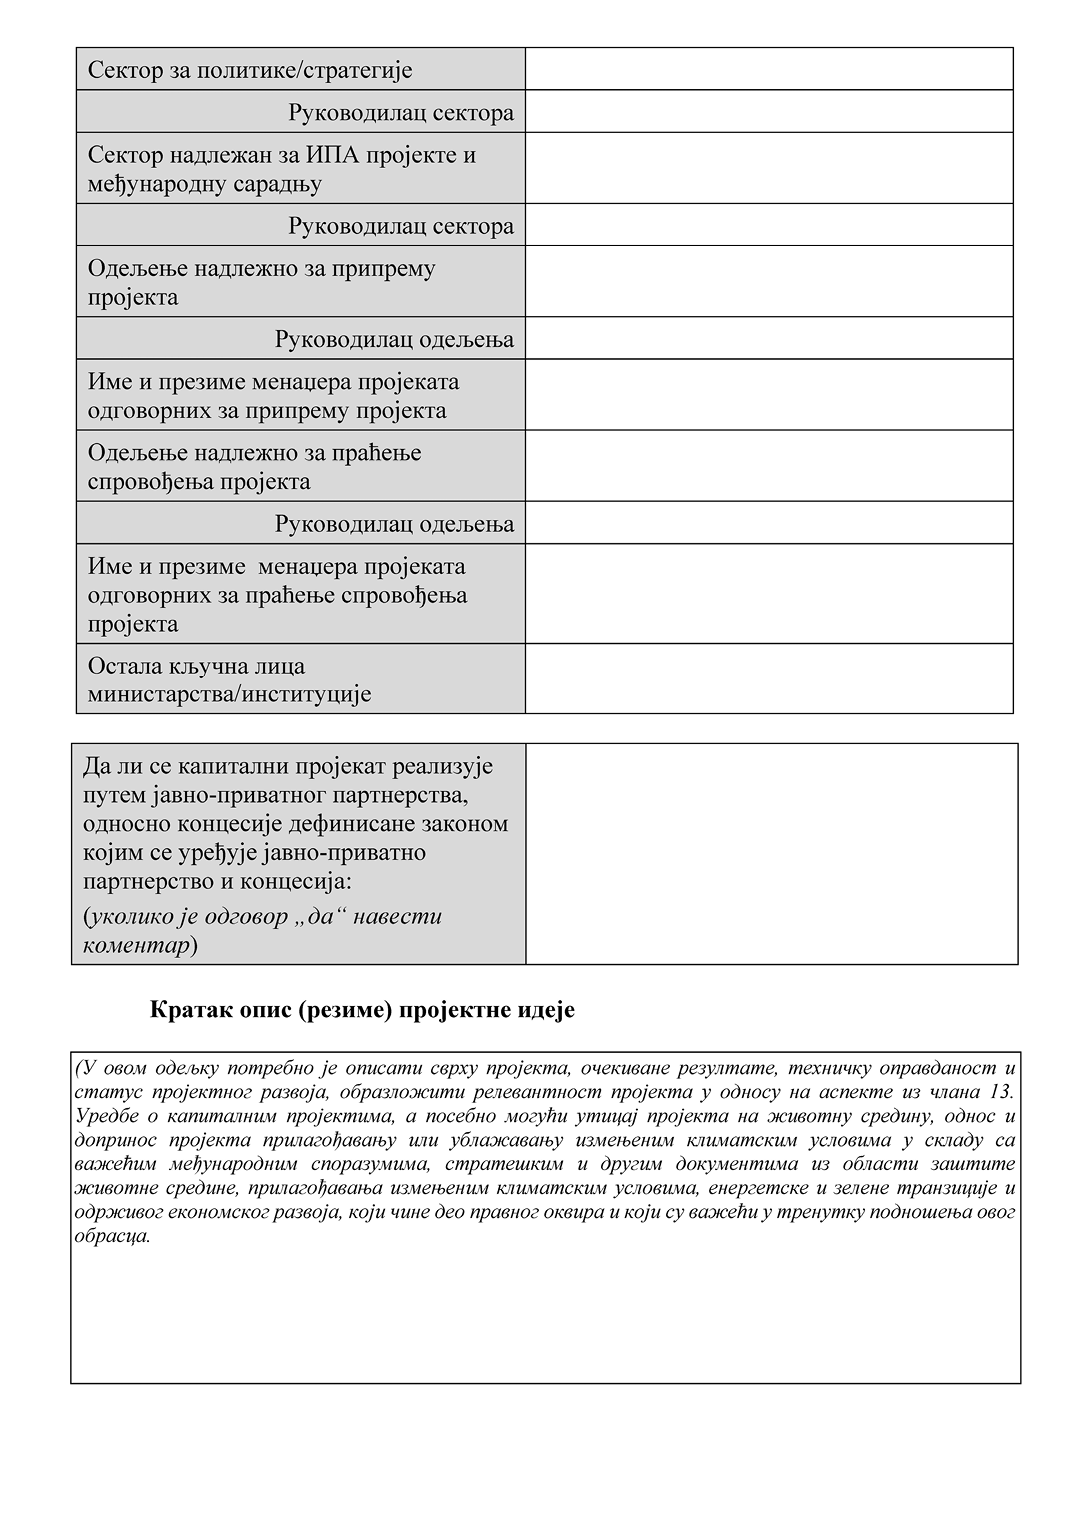 Сектор за политике/стратегије
Руководилац сектора
Сектор надлежан за ИПА пројекте и
међународну сарадњу
Руководилац сектора
Одељење надлежно за припрему
пројекта
Руководилац одељења
Име и презиме менаџера пројеката
одговорних за припрему пројекта
Одељење надлежно за праћење
спровођења пројекта
Руководилац одељења
Име и презиме  менаџера пројеката
одговорних за праћење спровођења
пројекта
Остала кључна лица
министарства/институције
Да ли се капитални пројекат реализује
путем јавно-приватног партнерства,
односно концесије дефинисане законом
којим се уређује јавно-приватно
партнерство и концесија:
(уколико је одговор „да“ навести
коментар)
Кратак опис (резиме) пројектне идеје
(У овом одељку потребно је описати сврху пројекта, очекиване резултате, техничку оправданост и
статус пројектног развоја, образложити релевантност пројекта у односу на аспекте из члана 13.
Уредбе о капиталним пројектима, а посебно могући утицај пројекта на животну средину, однос и
допринос пројекта прилагођавању или ублажавању измењеним климатским условима у складу са
важећим међународним споразумима, стратешким и другим документима из области заштите
животне средине, прилагођавања измењеним климатским условима, енергетске и зелене транзиције и
одрживог економског развоја, који чине део правног оквира и који су важећи у тренутку подношења овог
обрасца.